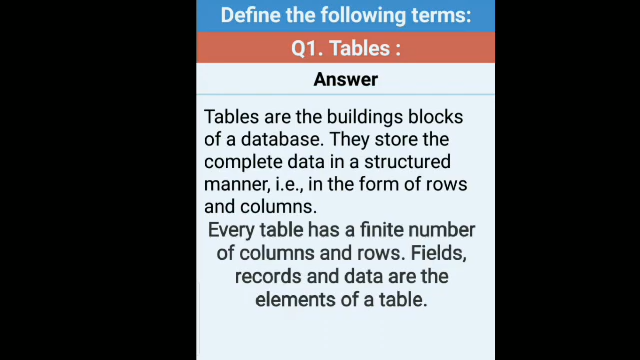 Define the following terms:
Q1. Tables :
Answer
Tables are the buildings blocks
of a database. They store the
complete data in a structured
manner, i.e., in the form of rows
and columns.
Every table has a finite number
of columns and rows. Fields,
records and data are the
elements of a table.